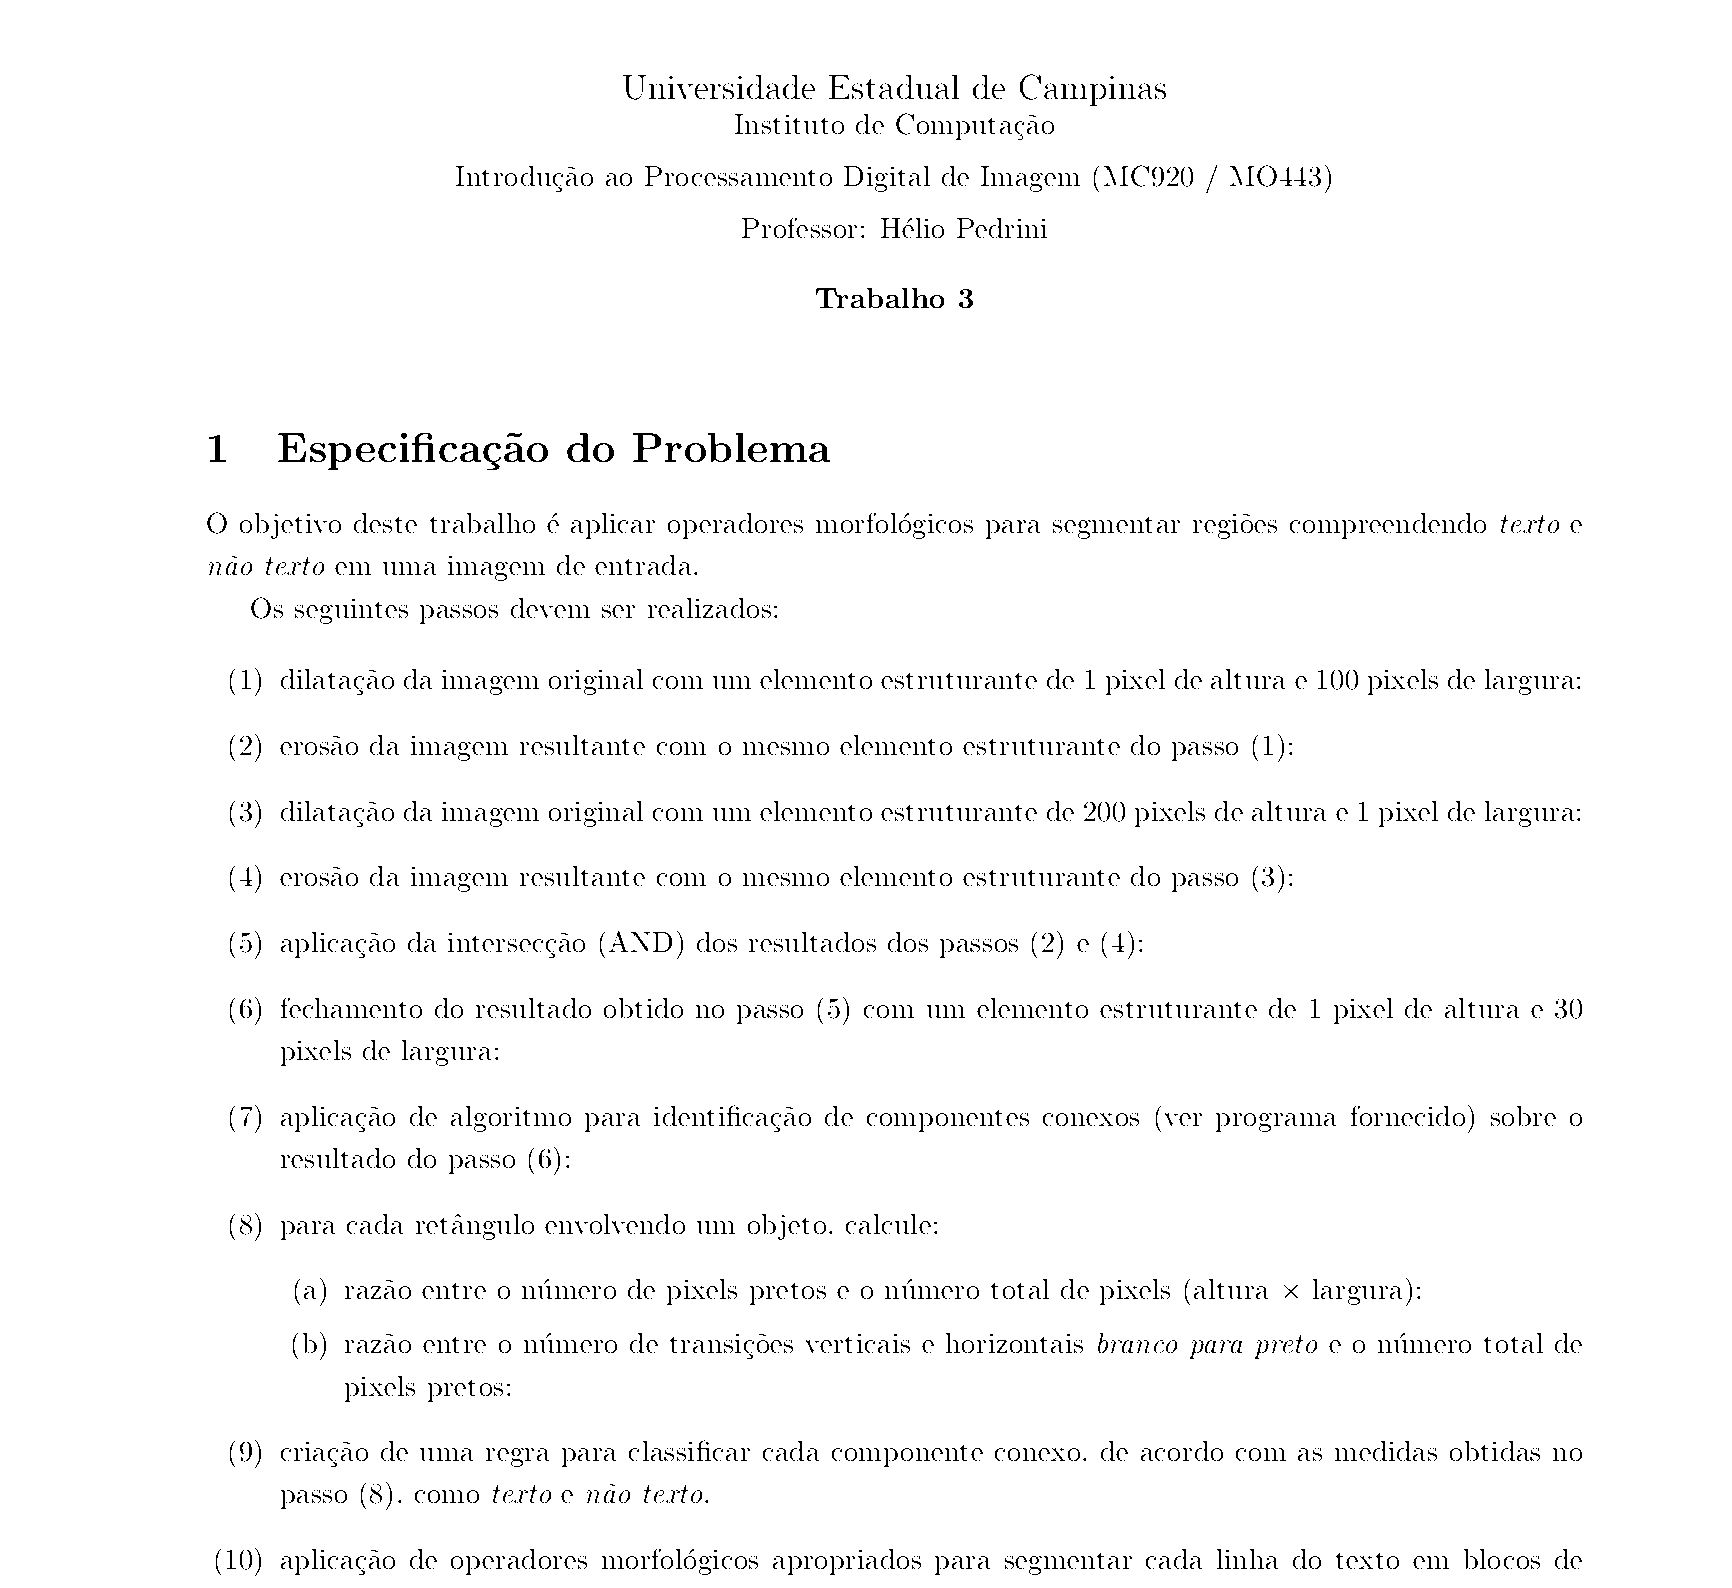 Universidade Estadual de Campinas
Instituto de Computação
Introdução ao Processamento Digital de Imagem (MC920 / MO443)
Professor: Hélio Pedrini
Trabalho 3
1 Especificação do Problema
O objetivo deste trabalho é aplicar operadores morfológicos para segmentar regiões compreendendo texto e
não texto em uma imagem de entrada.
Os seguintes passos devem ser realizados:
(1) dilatação da imagem original com um elemento estruturante de 1 pixel de altura e 100 pixels de largura;
(2) erosão da imagem resultante com o mesmo elemento estruturante do passo (1);
(3) dilatação da imagem original com um elemento estruturante de 200 pixels de altura e 1 pixel de largura;
(4) erosão da imagem resultante com o mesmo elemento estruturante do passo (3);
(5) aplicação da intersecção (AND) dos resultados dos passos (2) e (4);
(6) fechamento do resultado obtido no passo (5) com um elemento estruturante de 1 pixel de altura e 30
pixels de largura;
(7) aplicação de algoritmo para identificação de componentes conexos (ver programa fornecido) sobre o
resultado do passo (6);
(8) para cada retângulo envolvendo um objeto, calcule:
(a) razão entre o número de pixels pretos e o número total de pixels (altura × largura);
(b) razão entre o número de transições verticais e horizontais branco para preto e o número total de
pixels pretos;
(9) criação de uma regra para classificar cada componente conexo, de acordo com as medidas obtidas no
passo (8), como texto e não texto.
(10) aplicação de operadores morfológicos apropriados para segmentar cada linha do texto em blocos de